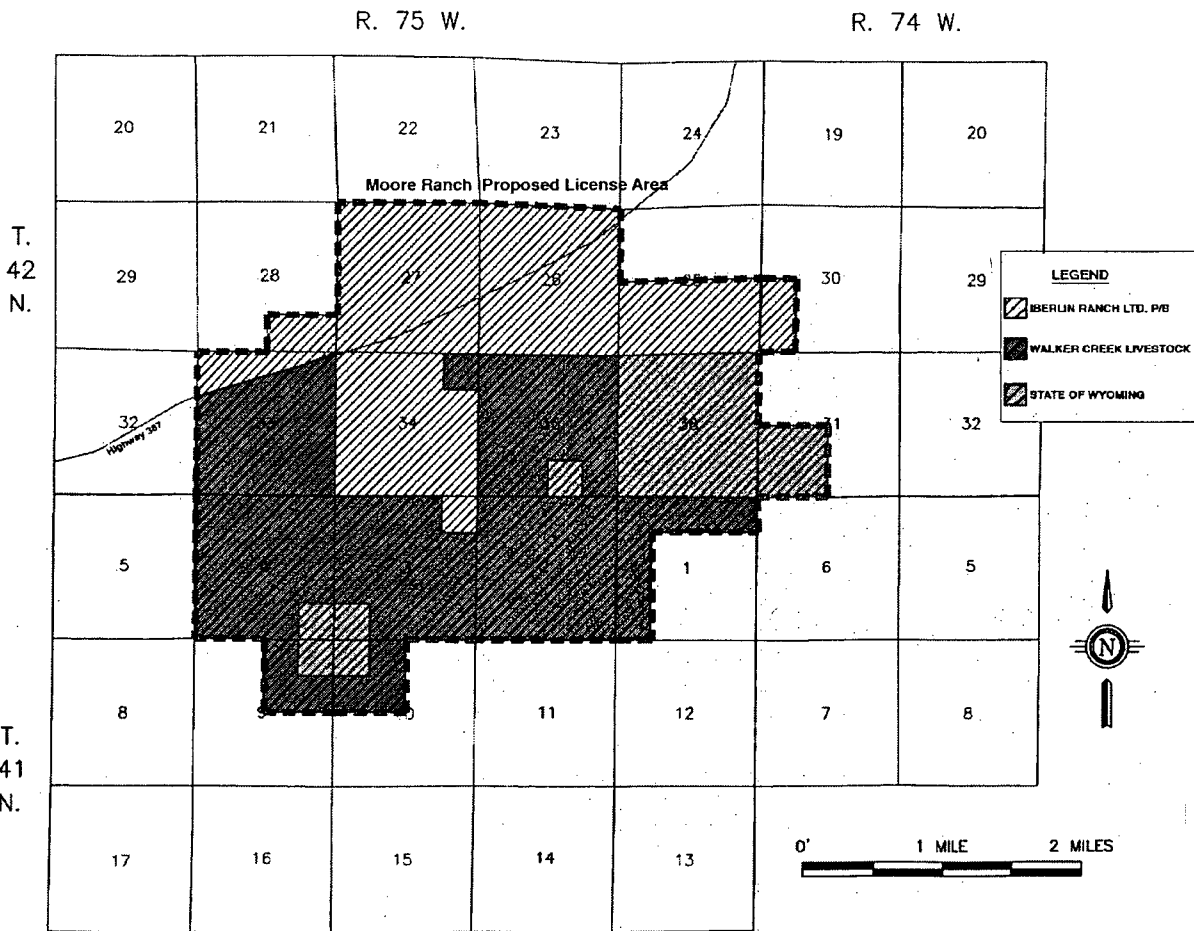 R. 75 W.
R. 74 W.
20 21 22 23 24 19 20
Moore Ranch Proposed License Area
T.
42
N.
29 28 27 26 25 30 29
LEGEND
IBERLIN RANCH LTD. P/B
WALKER CREEK LIVESTOCK
STATE OF WYOMING
32 34 35 36 31 32
Highway 387
5 1 6 5
N
8 9 10 11 12 7 8
T.
41
N.
0' 1 MILE 2 MILES
17 16 15 14 13